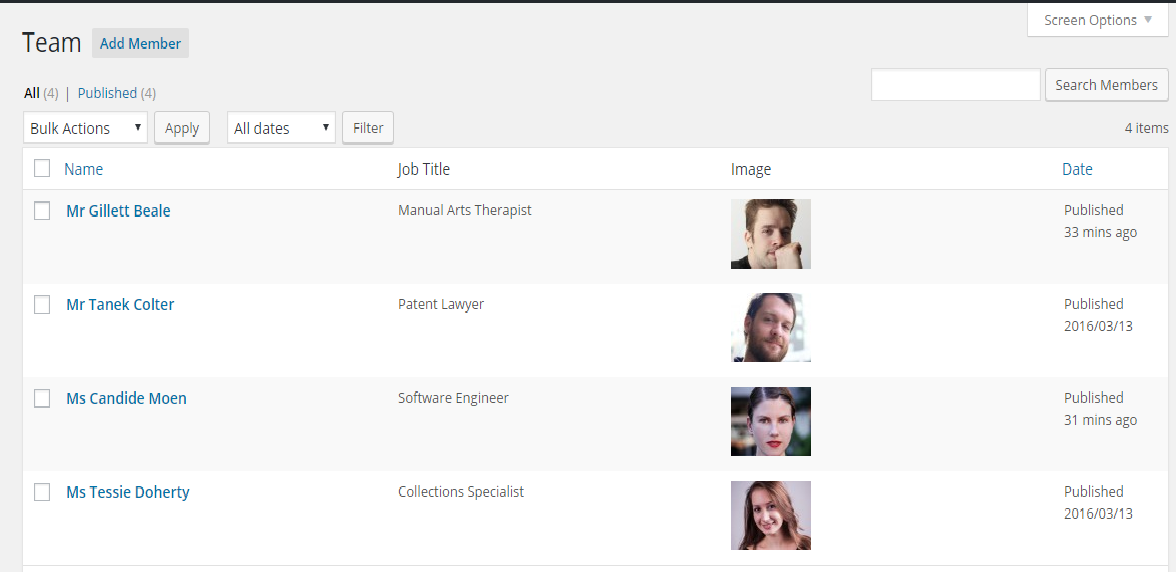 Screen Options ▼
Team Add Member
All (4) | Published (4)
Search Members
Bulk Actions ▼ Apply All dates ▼ Filter
4 items
Name Job Title Image Date
Mr Gillett Beale Manual Arts Therapist Published
33 mins ago
Mr Tanek Colter Patent Lawyer Published
2016/03/13
Ms Candide Moen Software Engineer Published
31 mins ago
Ms Tessie Doherty Collections Specialist Published
2016/03/13